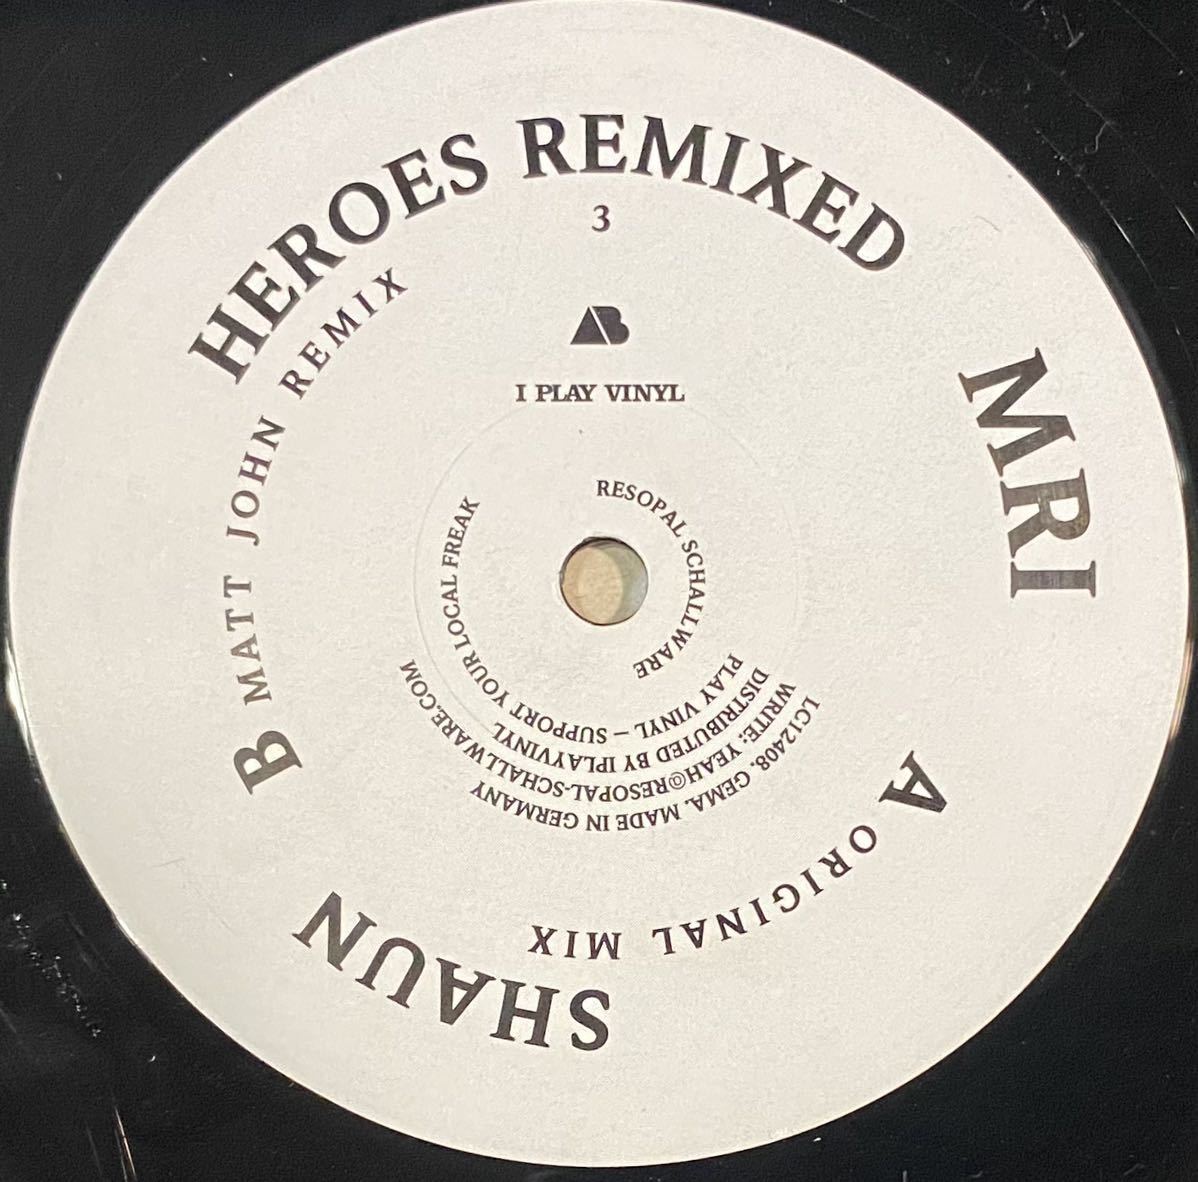 HEROES REMIXED
3
MRI
SHAUN
A ORIGINAL MIX
B MATT JOHN REMIX
AB
I PLAY VINYL
RESOPAL SCHALLWARE
PLAY VINYL – SUPPORT YOUR LOCAL FREAK
DISTRIBUTED BY IPLAYVINYL
WRITE: YEAH@RESOPAL-SCHALLWARE.COM
LC12408. GEMA. MADE IN GERMANY